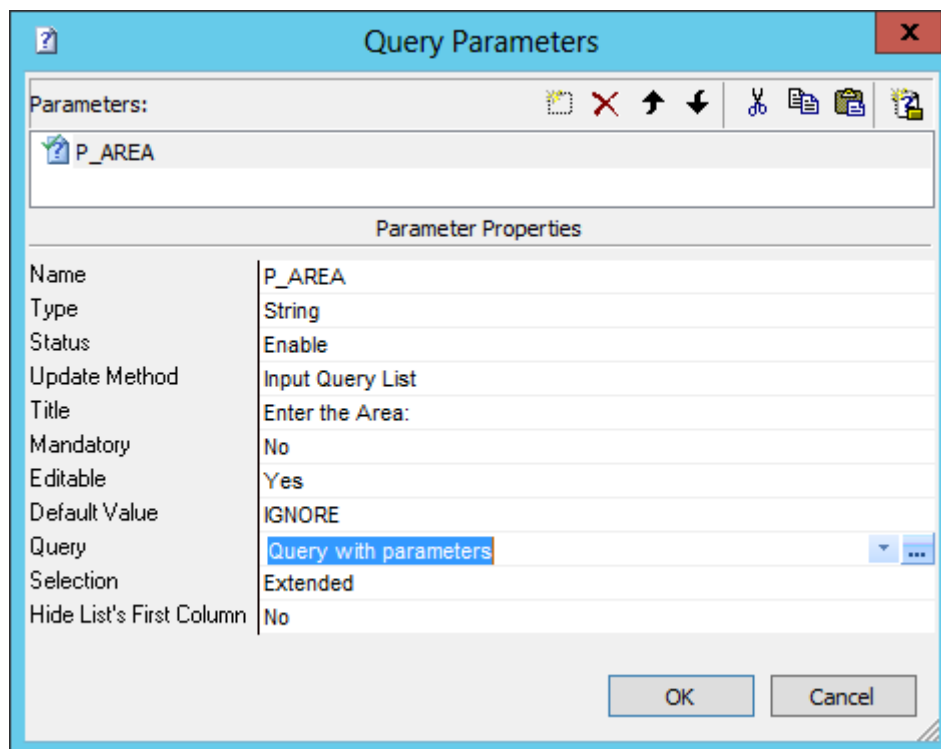 Query Parameters
Parameters:
P_AREA
Parameter Properties
Name P_AREA
Type String
Status Enable
Update Method Input Query List
Title Enter the Area:
Mandatory No
Editable Yes
Default Value IGNORE
Query Query with parameters ...
Selection Extended
Hide List's First Column No
OK Cancel